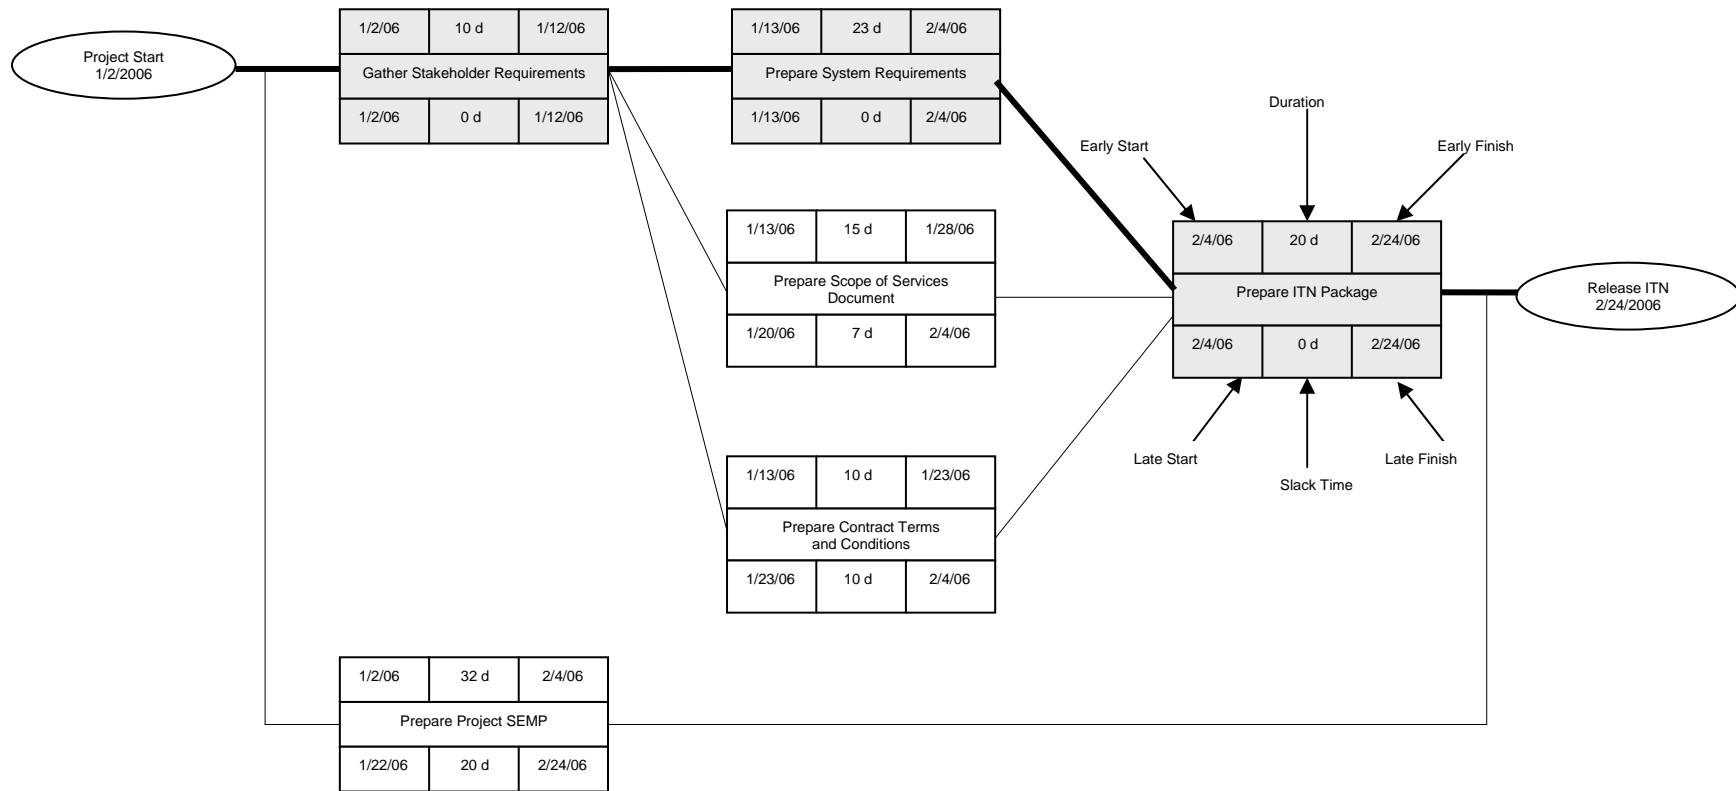 Project Start
1/2/2006
1/2/06 10 d 1/12/06
Gather Stakeholder Requirements
1/2/06 0 d 1/12/06
1/13/06 23 d 2/4/06
Prepare System Requirements
1/13/06 0 d 2/4/06
1/13/06 15 d 1/28/06
Prepare Scope of Services
Document
1/20/06 7 d 2/4/06
1/13/06 10 d 1/23/06
Prepare Contract Terms
and Conditions
1/23/06 10 d 2/4/06
1/2/06 32 d 2/4/06
Prepare Project SEMP
1/22/06 20 d 2/24/06
Duration
Early Start
Early Finish
2/4/06 20 d 2/24/06
Prepare ITN Package
2/4/06 0 d 2/24/06
Late Start
Slack Time
Late Finish
Release ITN
2/24/2006